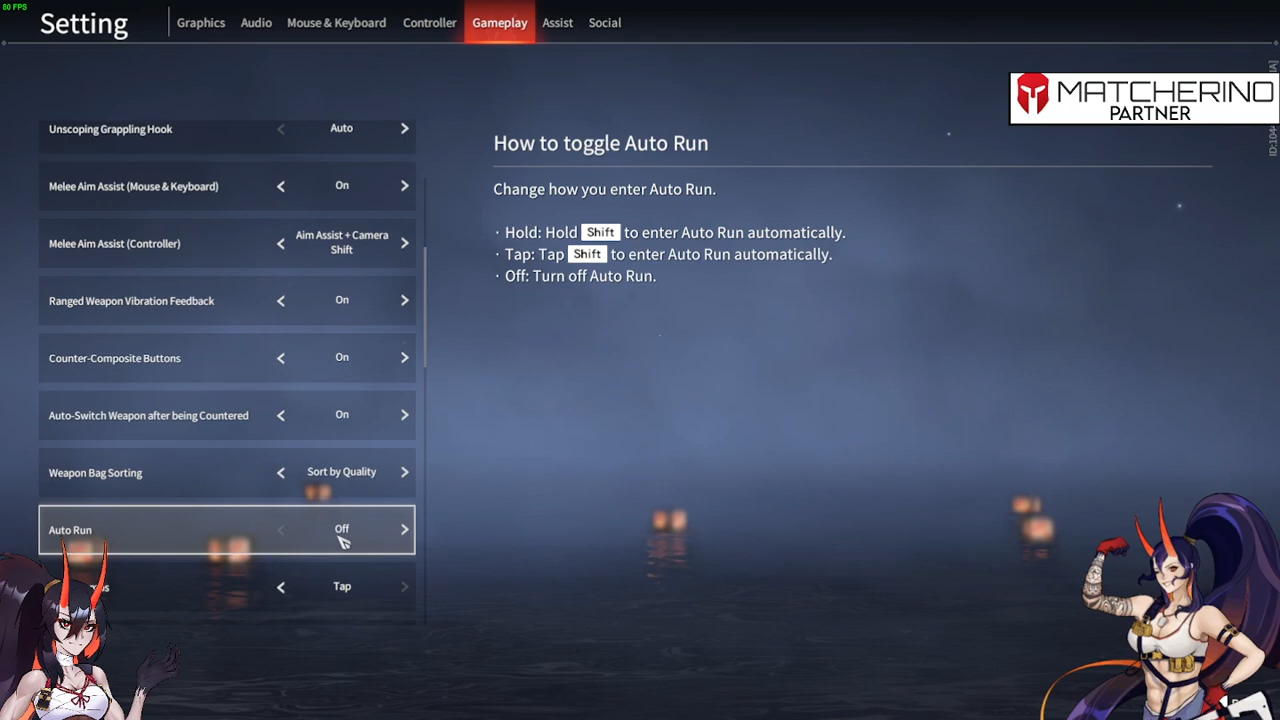 80 FPS
Setting
Graphics
Audio
Mouse & Keyboard
Controller
Gameplay
Assist
Social
MATCHERINO
PARTNER
Unscoping Grappling Hook
Auto
Melee Aim Assist (Mouse & Keyboard)
On
Melee Aim Assist (Controller)
Aim Assist + Camera
Shift
Ranged Weapon Vibration Feedback
On
Counter-Composite Buttons
On
Auto-Switch Weapon after being Countered
On
Weapon Bag Sorting
Sort by Quality
Auto Run
Off
Tap
How to toggle Auto Run
Change how you enter Auto Run.
· Hold: Hold Shift to enter Auto Run automatically.
· Tap: Tap Shift to enter Auto Run automatically.
· Off: Turn off Auto Run.